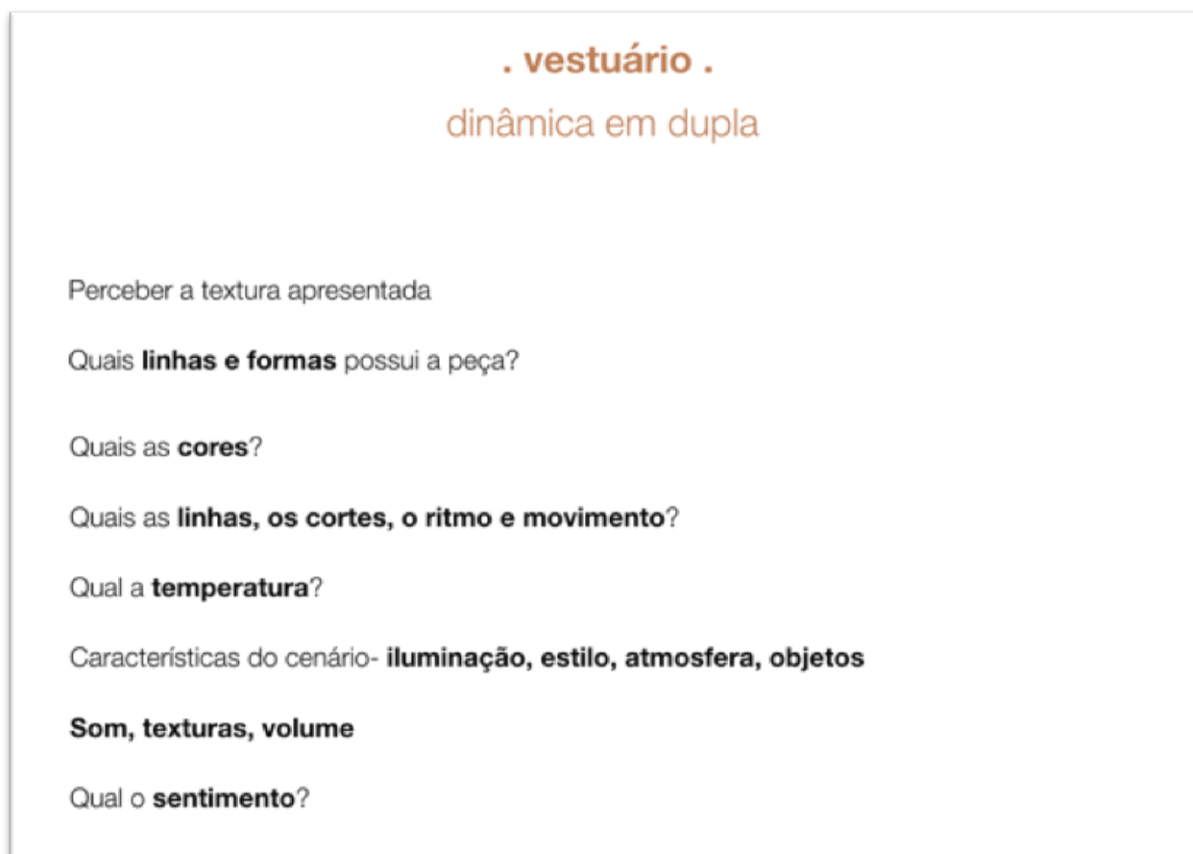 . vestuário .
dinâmica em dupla
Perceber a textura apresentada
Quais linhas e formas possui a peça?
Quais as cores?
Quais as linhas, os cortes, o ritmo e movimento?
Qual a temperatura?
Características do cenário- iluminação, estilo, atmosfera, objetos
Som, texturas, volume
Qual o sentimento?